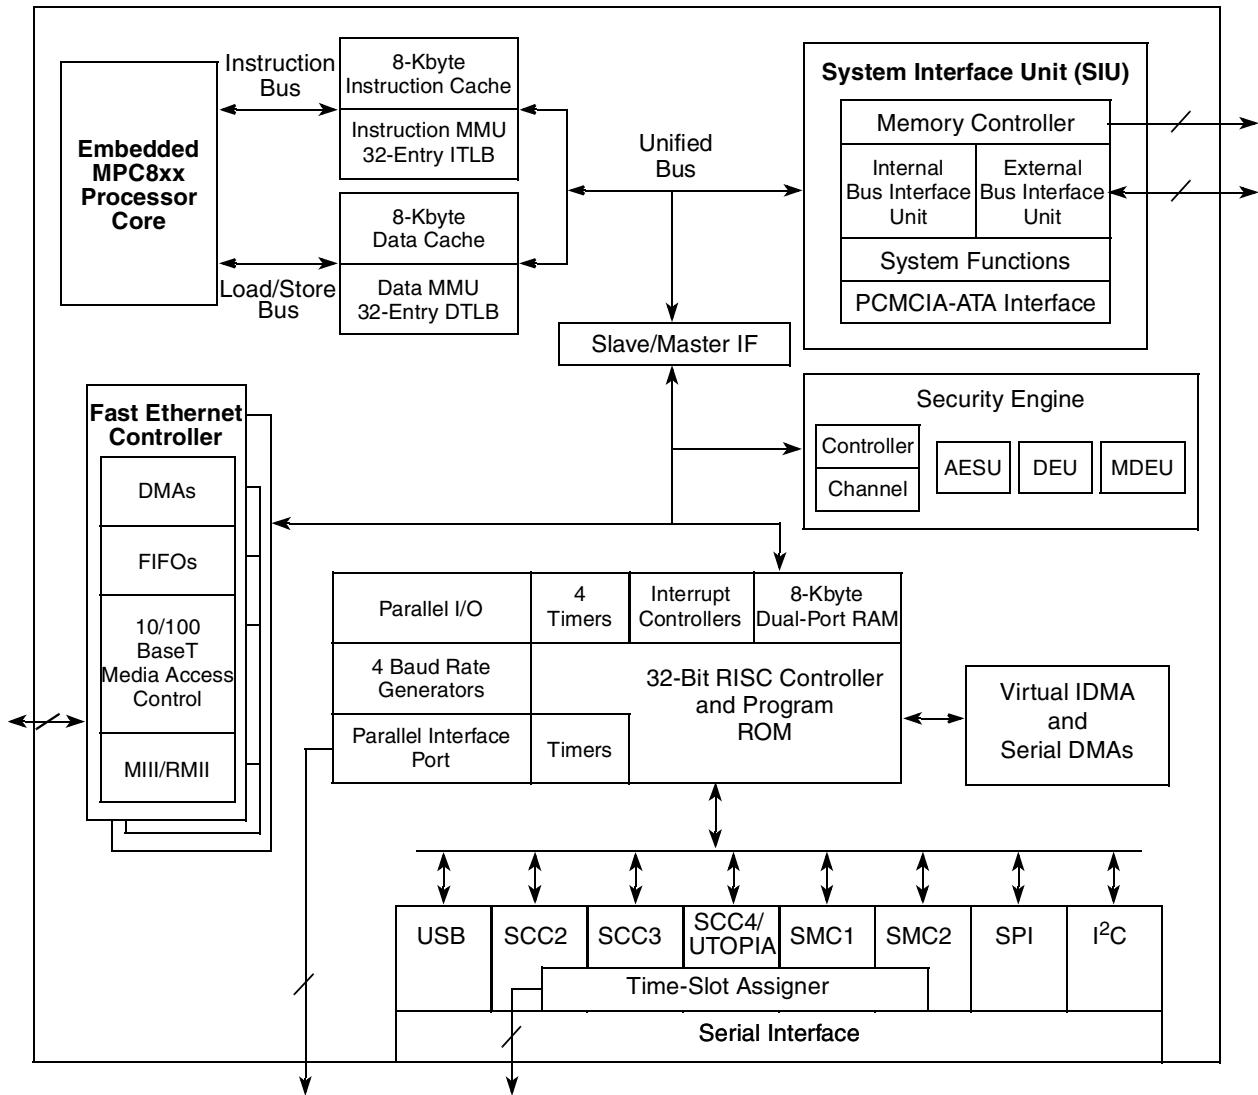 Instruction
Bus
8-Kbyte
Instruction Cache
Instruction MMU
32-Entry ITLB
Embedded
MPC8xx
Processor
Core
8-Kbyte
Data Cache
Data MMU
32-Entry DTLB
Load/Store
Bus
Unified
Bus
System Interface Unit (SIU)
Memory Controller
Internal
Bus Interface
Unit
External
Bus Interface
Unit
System Functions
PCMCIA-ATA Interface
Slave/Master IF
Security Engine
Controller
Channel
AESU
DEU
MDEU
Fast Ethernet
Controller
DMAs
FIFOs
10/100
BaseT
Media Access
Control
MIII/RMII
Parallel I/O
4
Timers
Interrupt
Controllers
8-Kbyte
Dual-Port RAM
4 Baud Rate
Generators
32-Bit RISC Controller
and Program
ROM
Parallel Interface
Port
Timers
Virtual IDMA
and
Serial DMAs
USB
SCC2
SCC3
SCC4/
UTOPIA
SMC1
SMC2
SPI
I²C
Time-Slot Assigner
Serial Interface